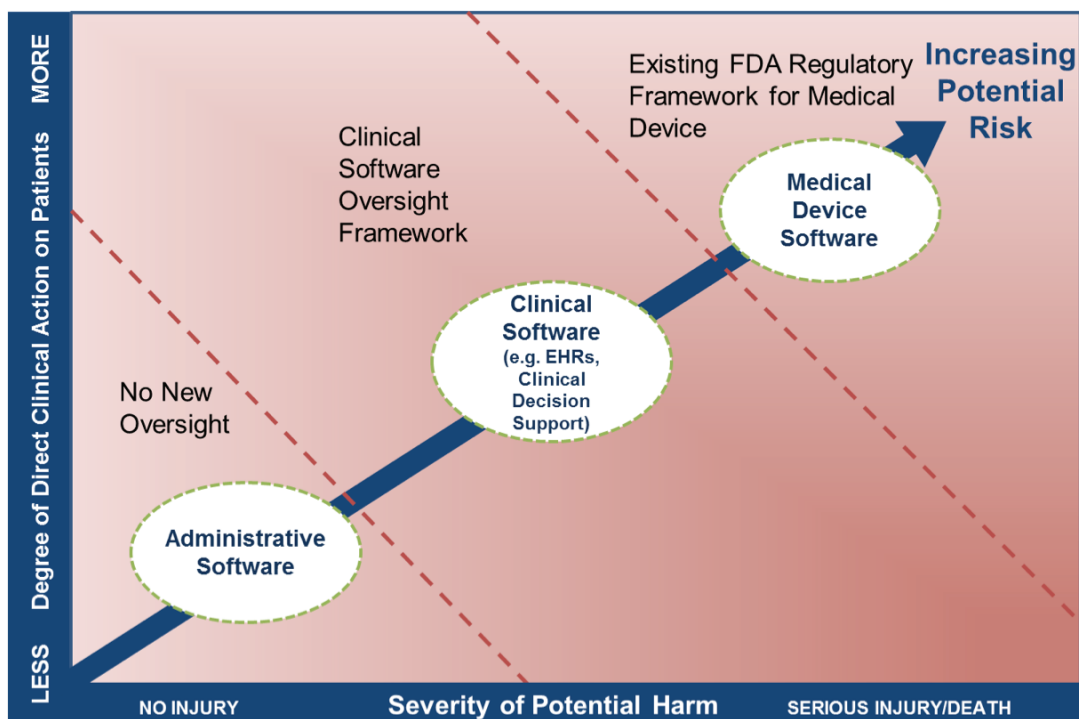 MORE
Degree of Direct Clinical Action on Patients
LESS
Existing FDA Regulatory
Framework for Medical
Device
Increasing
Potential
Risk
Clinical
Software
Oversight
Framework
Medical
Device
Software
Clinical
Software
(e.g. EHRs,
Clinical
Decision
Support)
No New
Oversight
Administrative
Software
NO INJURY
Severity of Potential Harm
SERIOUS INJURY/DEATH